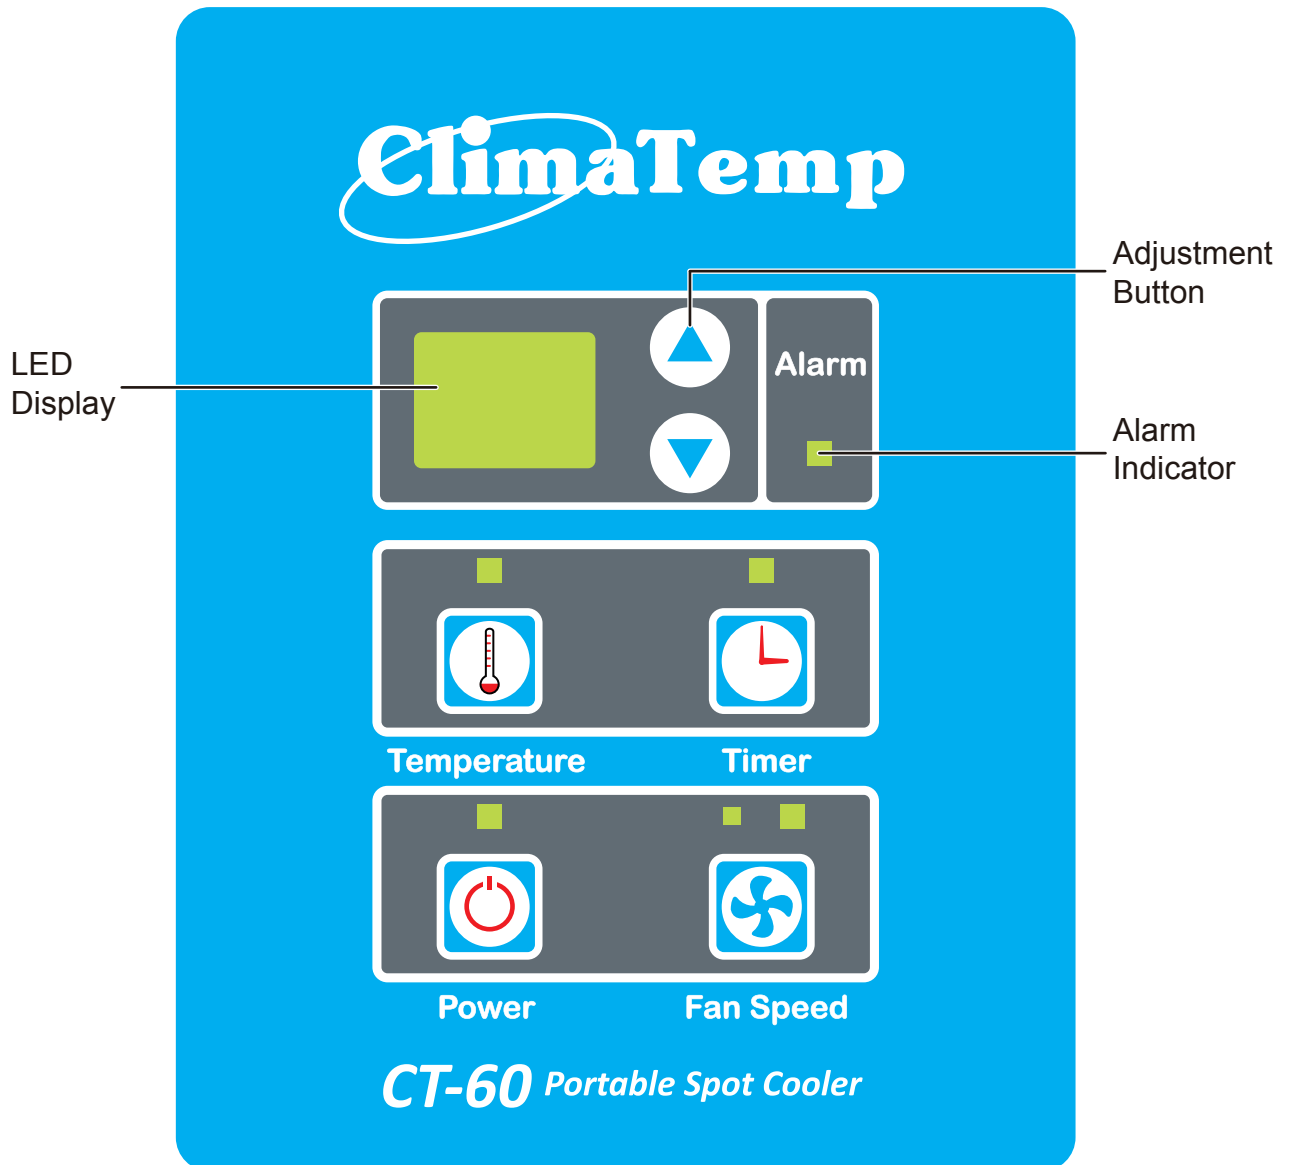 ClimaTemp
Adjustment
Button
LED
Display
Alarm
Alarm
Indicator
Temperature Timer
Power Fan Speed
CT-60 Portable Spot Cooler